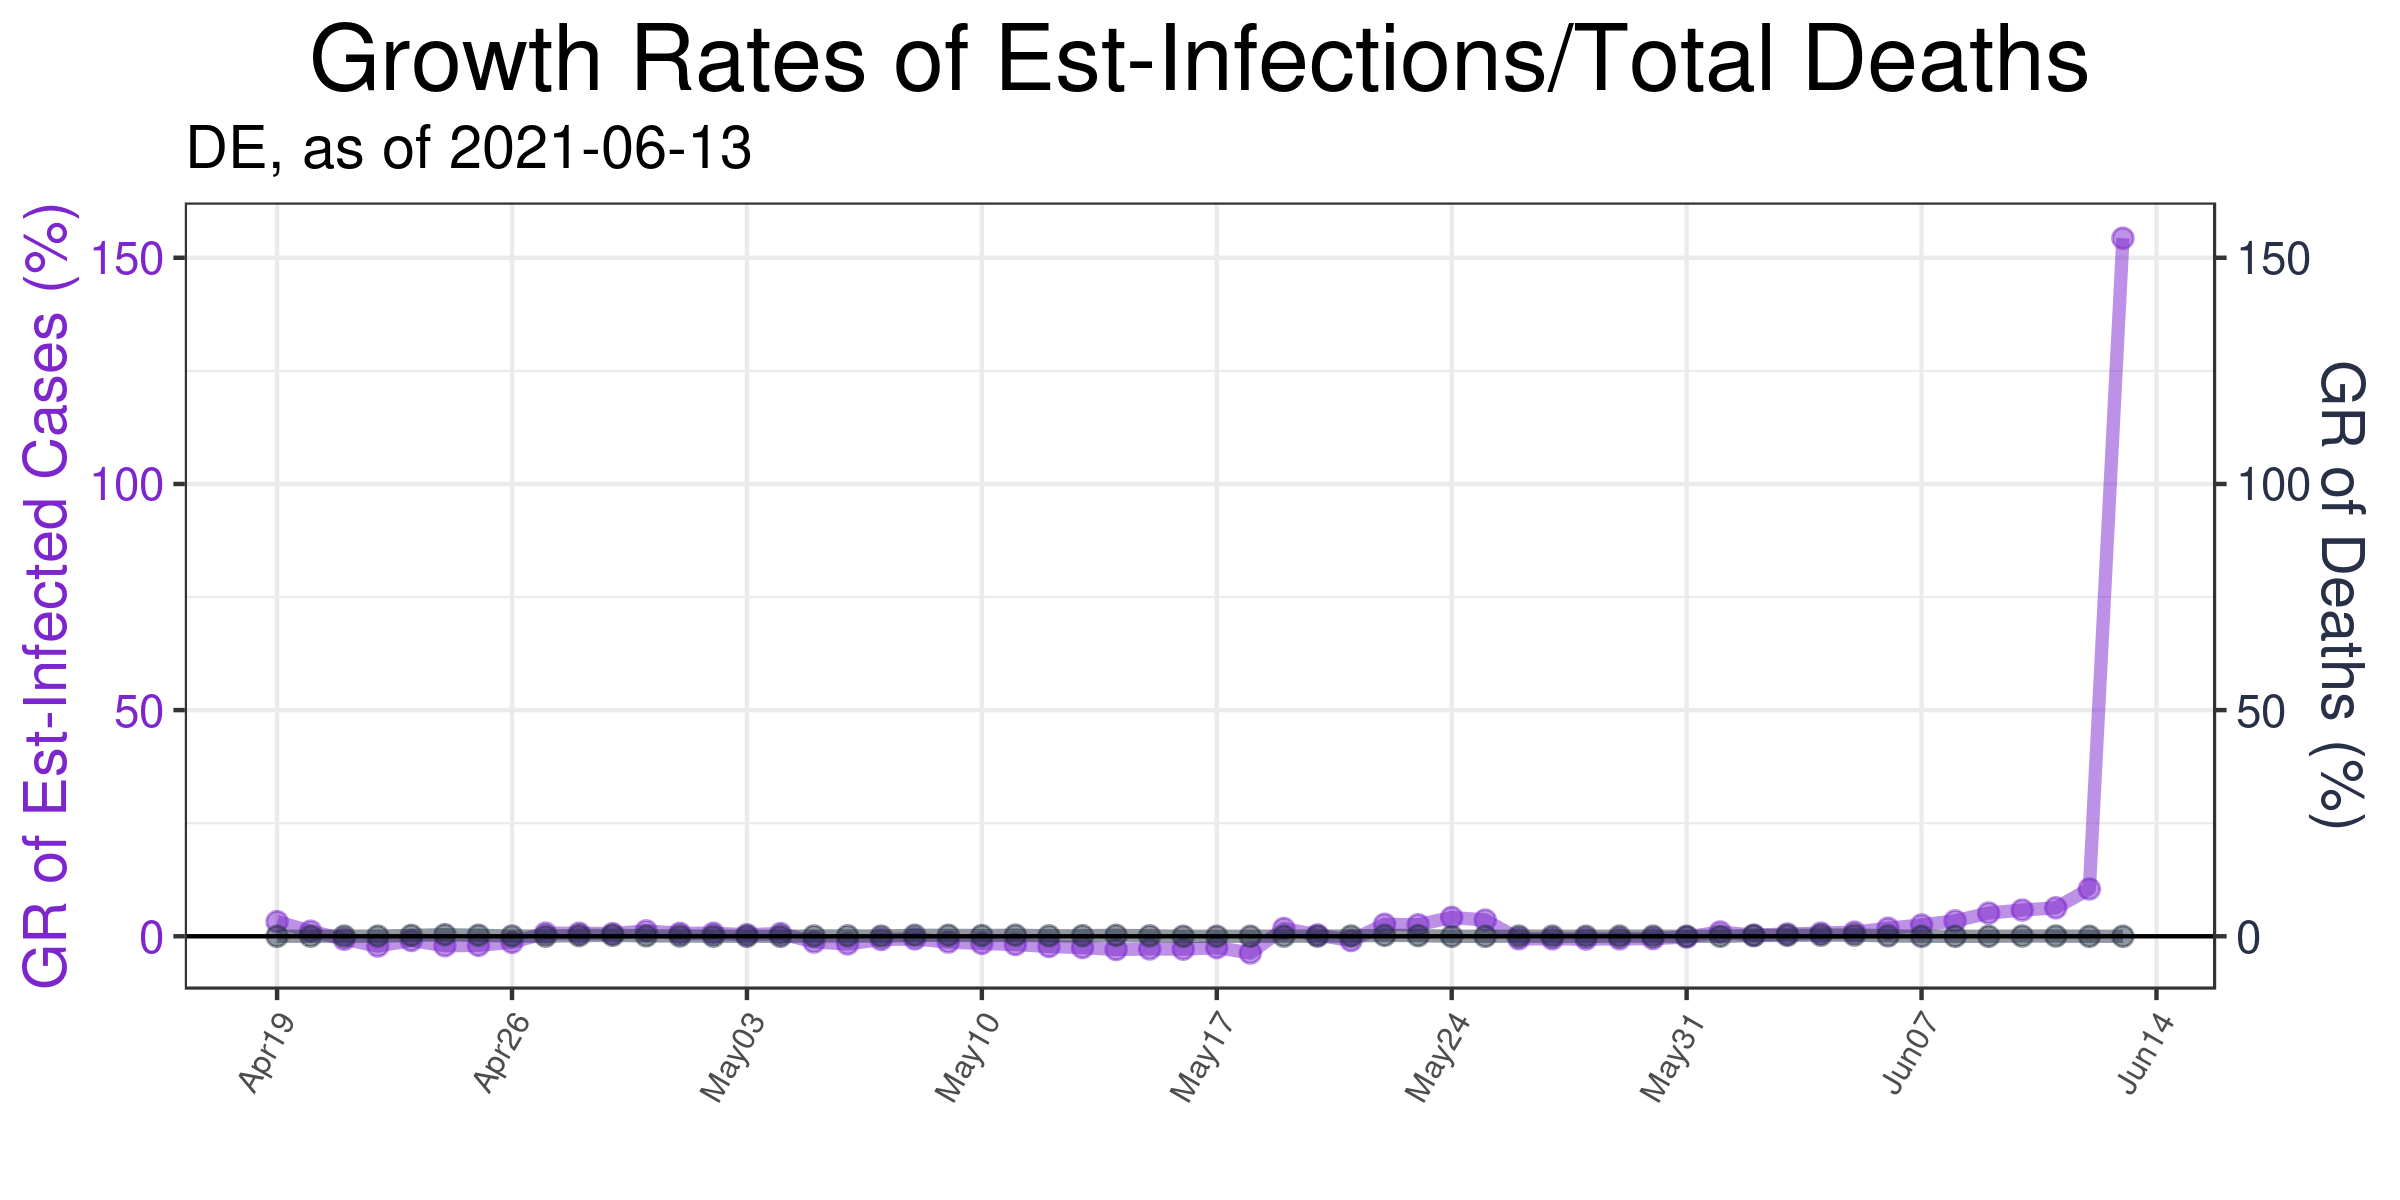 Growth Rates of Est-Infections/Total Deaths
DE, as of 2021-06-13
GR of Est-Infected Cases (%)
150
100
50
0
150
100
50
0
GR of Deaths (%)
Apr19
Apr26
May03
May10
May17
May24
May31
Jun07
Jun14